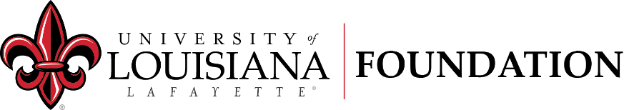 UNIVERSITY of
LOUISIANA
LAFAYETTE®
FOUNDATION
®